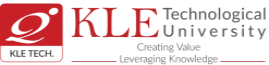 KLE Technological
University
Creating Value
Leveraging Knowledge
KLE TECH.